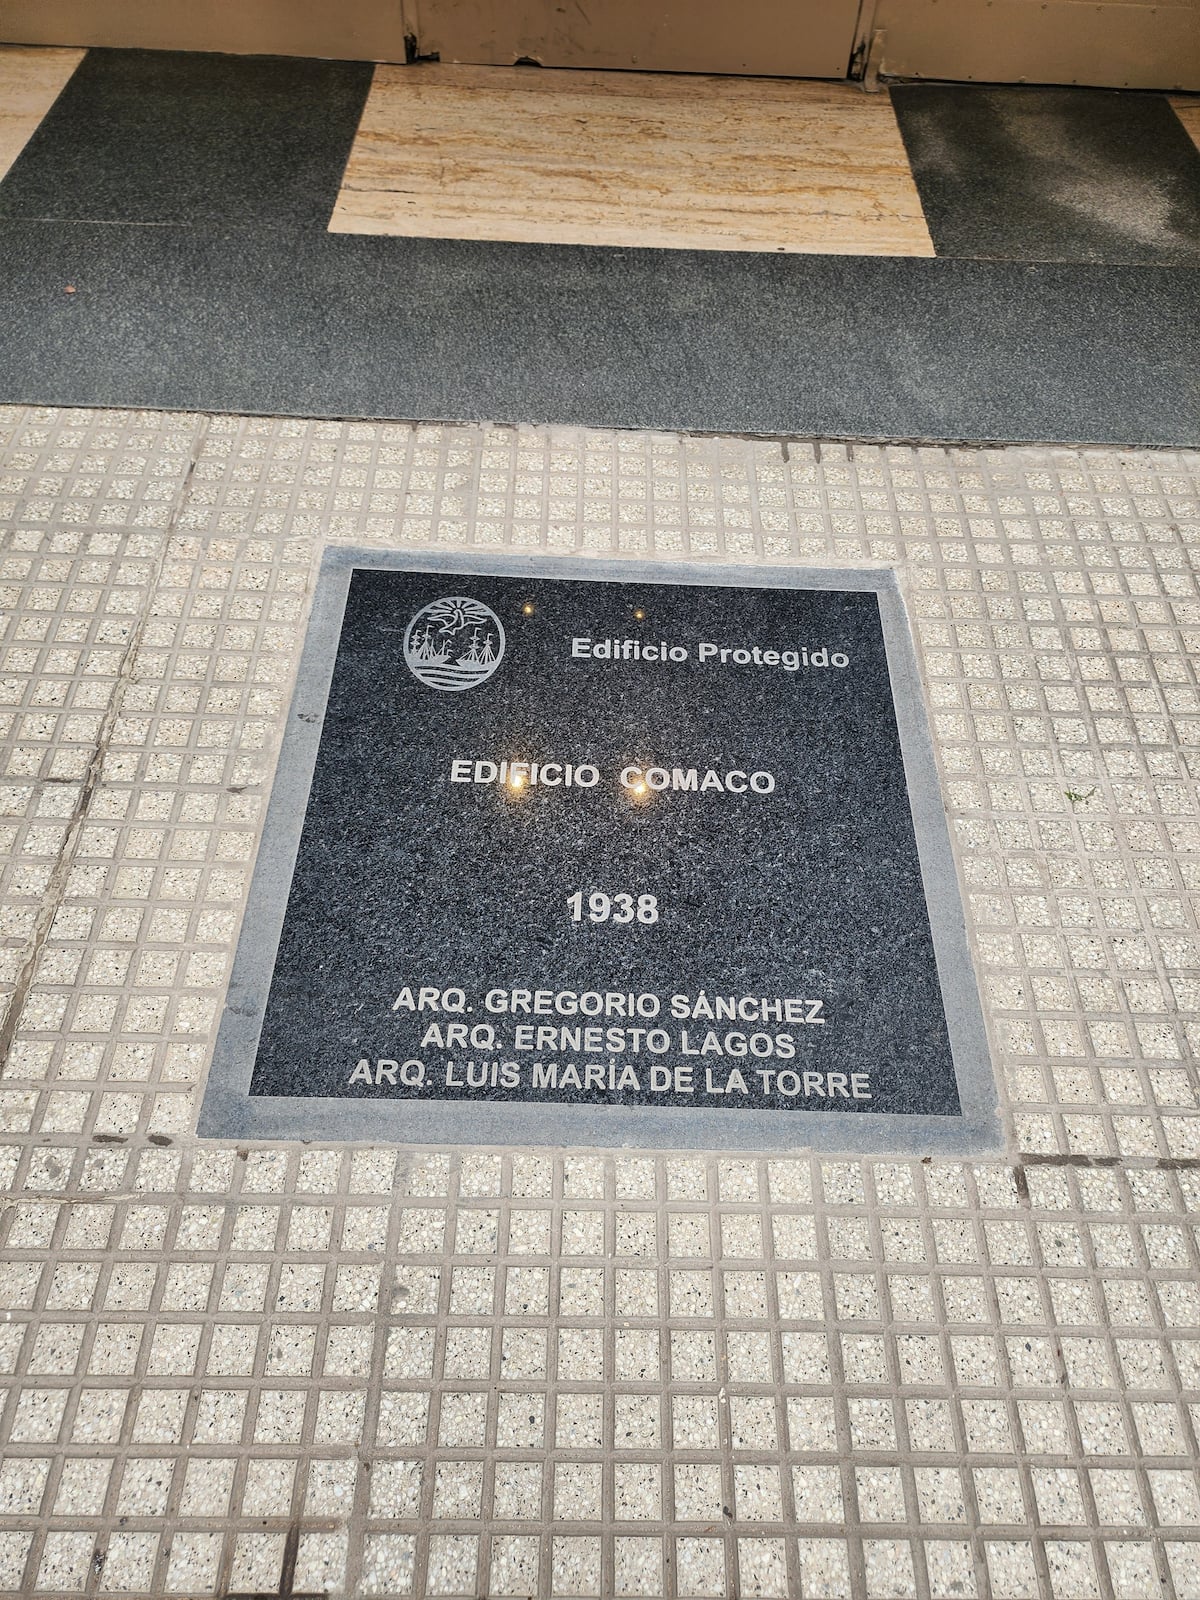 Edificio Protegido
EDIFICIO COMACO
1938
ARQ. GREGORIO SÁNCHEZ
ARQ. ERNESTO LAGOS
ARQ. LUIS MARÍA DE LA TORRE